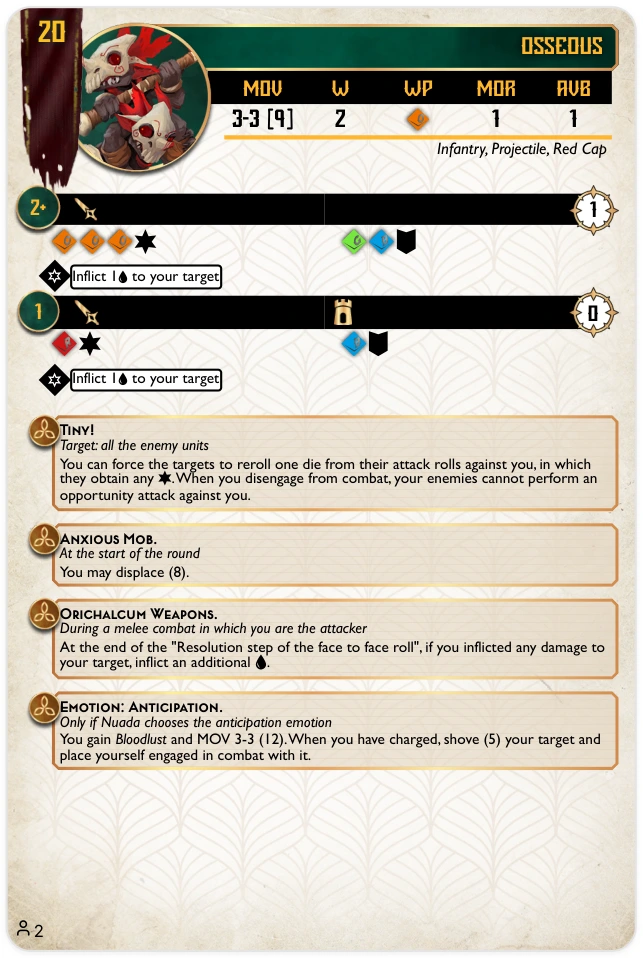 20
OSSEOUS
MOV W WP MOR AVB
3-3 [9] 2 1 1
Infantry, Projectile, Red Cap
2+
1
Inflict 1 to your target
1
0
Inflict 1 to your target
Tiny!
Target: all the enemy units
You can force the targets to reroll one die from their attack rolls against you, in which
they obtain any . When you disengage from combat, your enemies cannot perform an
opportunity attack against you.
Anxious Mob.
At the start of the round
You may displace (8).
Orichalcum Weapons.
During a melee combat in which you are the attacker
At the end of the "Resolution step of the face to face roll", if you inflicted any damage to
your target, inflict an additional .
Emotion: Anticipation.
Only if Nuada chooses the anticipation emotion
You gain Bloodlust and MOV 3-3 (12). When you have charged, shove (5) your target and
place yourself engaged in combat with it.
2